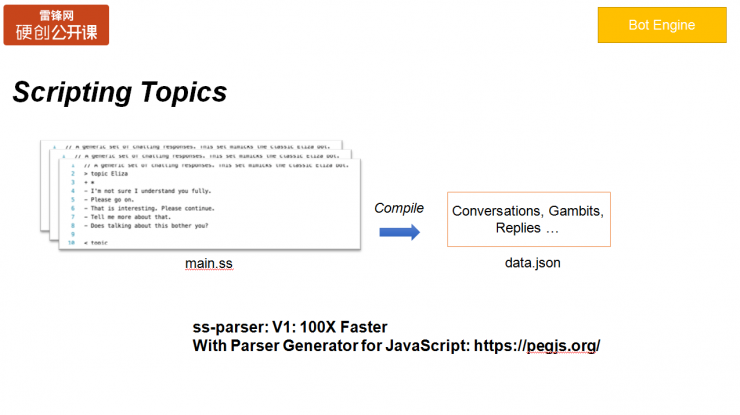 雷锋网
硬创公开课
Bot Engine
Scripting Topics
// A generic set of chatting responses. This set mimicks the Classic Eliza bot.
1 // A generic set of chatting responses. This set mimicks the Classic Eliza bot.
1 // A generic set of chatting responses. This set mimicks the Classic Eliza bot.
2 > topic Eliza
3 + *
4 - I'm not sure I understand you fully.
5 - Please go on.
6 - That is interesting. Please continue.
7 - Tell me more about that.
8 - Does talking about this bother you?
9
10 < topic
main.ss
Compile
Conversations, Gambits,
Replies …
data.json
ss-parser: V1: 100X Faster
With Parser Generator for JavaScript: https://pegjs.org/